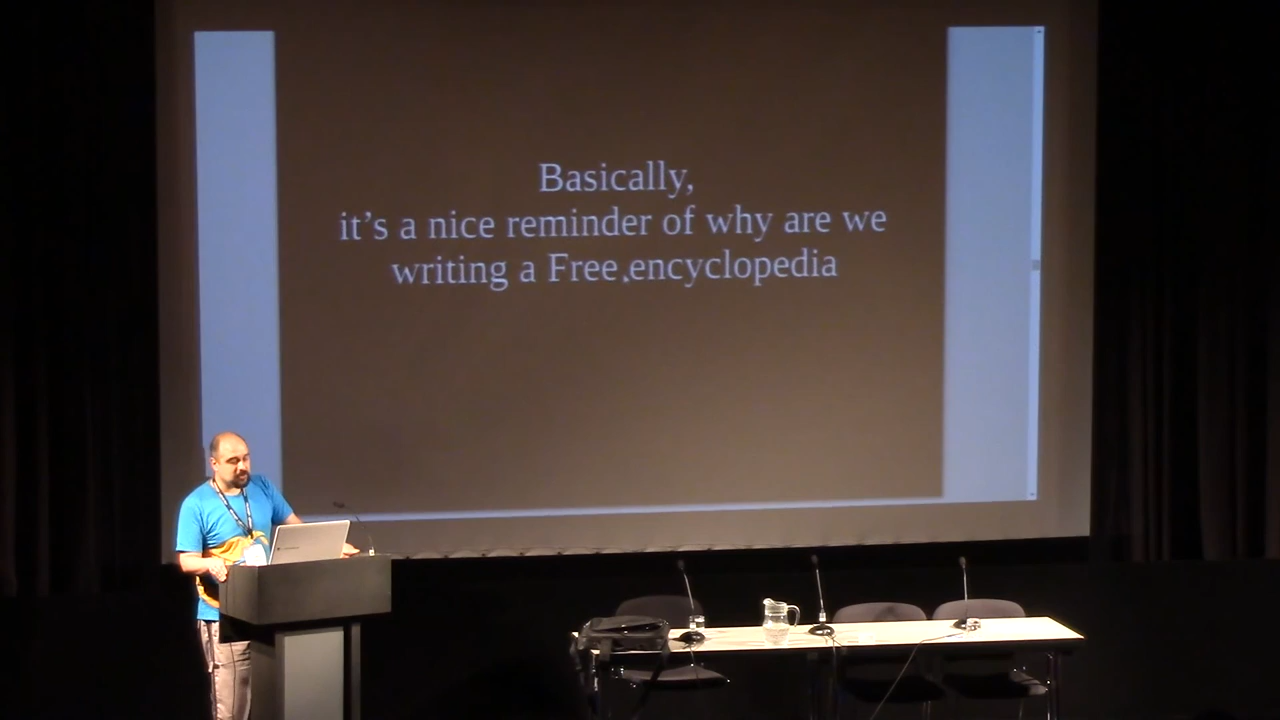 Basically,
it’s a nice reminder of why are we
writing a Free encyclopedia